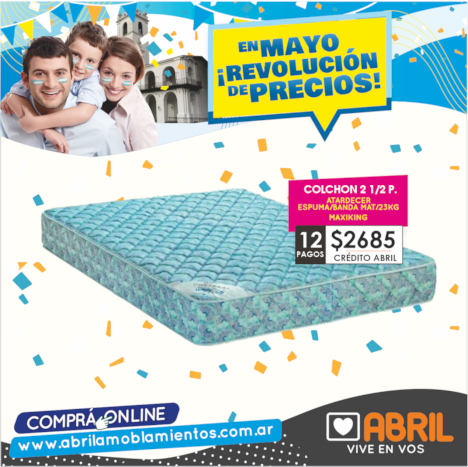 EN MAYO
¡REVOLUCIÓN
DE PRECIOS!
COLCHON 2 1/2 P.
ATARDECER
ESPUMA/BANDA MAT/23KG
MAXIKING
12 PAGOS
$2685
CRÉDITO ABRIL
COMPRÁ ONLINE
www.abrilamoblamientos.com.ar
ABRIL
VIVE EN VOS